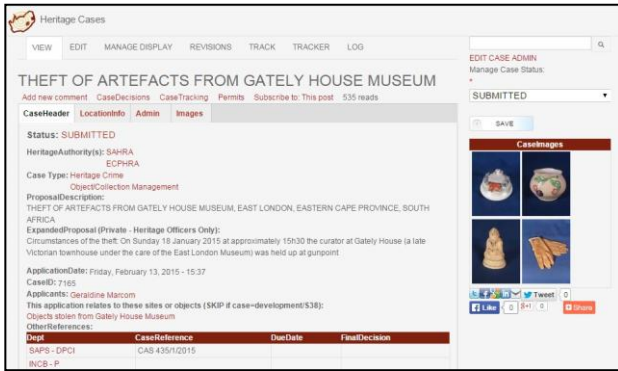 Heritage Cases
VIEW EDIT MANAGE DISPLAY REVISIONS TRACK TRACKER LOG
THEFT OF ARTEFACTS FROM GATELY HOUSE MUSEUM
Add new comment CaseDecisions CaseTracking Permits Subscribe to: This post 535 reads
CaseHeader LocationInfo Admin Images
Status: SUBMITTED
HeritageAuthority(s): SAHRA
ECPHRA
Case Type: Heritage Crime
Object/Collection Management
ProposalDescription:
THEFT OF ARTEFACTS FROM GATELY HOUSE MUSEUM, EAST LONDON, EASTERN CAPE PROVINCE, SOUTH
AFRICA
ExpandedProposal (Private - Heritage Officers Only):
Circumstances of the theft: On Sunday 18 January 2015 at approximately 15h30 the curator at Gately House (a late
Victorian townhouse under the care of the East London Museum) was held up at gunpoint
ApplicationDate: Friday, February 13, 2015 - 15:37
CaseID: 7165
Applicants: Geraldine Marcom
This application relates to these sites or objects (SKIP if case=development/S38):
Objects stolen from Gately House Museum
OtherReferences:
Dept CaseReference DueDate FinalDecision
SAPS - DPCI CAS 435/1/2015
INCB - P
EDIT CASE ADMIN
Manage Case Status:
*
SUBMITTED
SAVE
CaseImages
Tweet 0
Like 0 g+1 0 Share